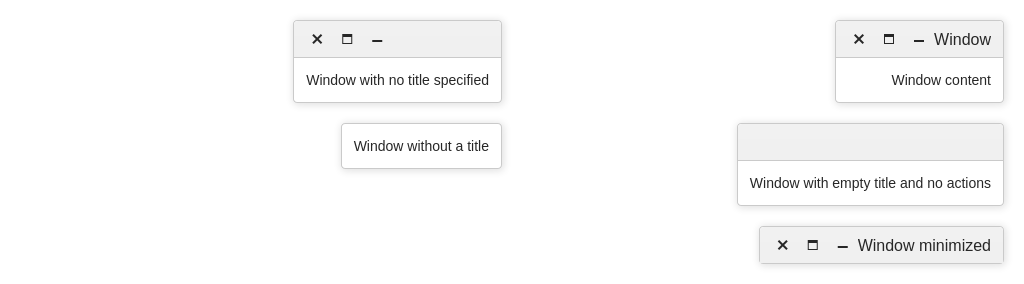 Window
Window content
Window with empty title and no actions
Window minimized
Window with no title specified
Window without a title